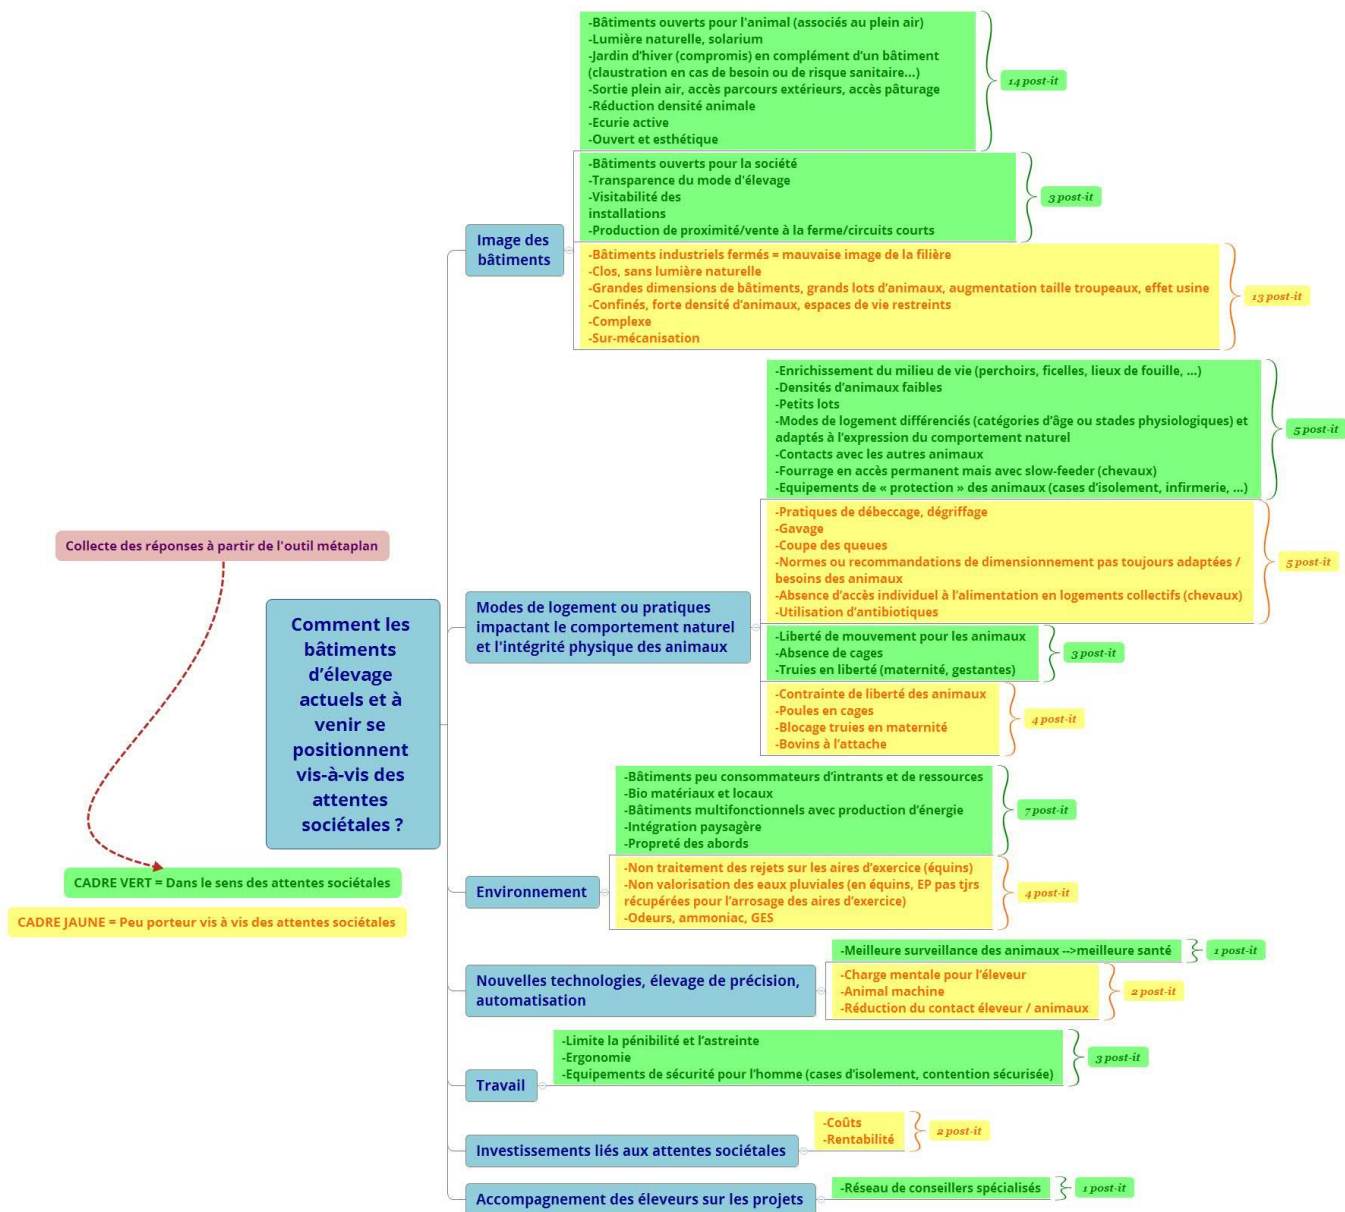 -Bâtiments ouverts pour l'animal (associés au plein air)
-Lumière naturelle, solarium
-Jardin d'hiver (compromis) en complément d'un bâtiment
(claustration en cas de besoin ou de risque sanitaire...)
-Sortie plein air, accès parcours extérieurs, accès pâturage
-Réduction densité animale
-Ecurie active
-Ouvert et esthétique
14 post-it
-Bâtiments ouverts pour la société
-Transparence du mode d'élevage
-Visitabilité des
installations
-Production de proximité/vente à la ferme/circuits courts
3 post-it
Image des
bâtiments
-Bâtiments industriels fermés = mauvaise image de la filière
-Clos, sans lumière naturelle
-Grandes dimensions de bâtiments, grands lots d'animaux, augmentation taille troupeaux, effet usine
-Confinés, forte densité d'animaux, espaces de vie restreints
-Complexe
-Sur-mécanisation
13 post-it
-Enrichissement du milieu de vie (perchoirs, ficelles, lieux de fouille, ...)
-Densités d'animaux faibles
-Petits lots
-Modes de logement différenciés (catégories d'âge ou stades physiologiques) et
adaptés à l'expression du comportement naturel
-Contacts avec les autres animaux
-Fourrage en accès permanent mais avec slow-feeder (chevaux)
-Equipements de « protection » des animaux (cases d'isolement, infirmerie, ...)
5 post-it
-Pratiques de débeccage, dégriffage
-Gavage
-Coupe des queues
-Normes ou recommandations de dimensionnement pas toujours adaptées /
besoins des animaux
-Absence d'accès individuel à l'alimentation en logements collectifs (chevaux)
-Utilisation d'antibiotiques
5 post-it
Collecte des réponses à partir de l'outil métaplan
Modes de logement ou pratiques
impactant le comportement naturel
et l'intégrité physique des animaux
-Liberté de mouvement pour les animaux
-Absence de cages
-Truies en liberté (maternité, gestantes)
3 post-it
-Contrainte de liberté des animaux
-Poules en cages
-Blocage truies en maternité
-Bovins à l'attache
4 post-it
Comment les
bâtiments
d'élevage
actuels et à
venir se
positionnent
vis-à-vis des
attentes
sociétales ?
-Bâtiments peu consommateurs d'intrants et de ressources
-Bio matériaux et locaux
-Bâtiments multifonctionnels avec production d'énergie
-Intégration paysagère
-Propreté des abords
7 post-it
CADRE VERT = Dans le sens des attentes sociétales
CADRE JAUNE = Peu porteur vis à vis des attentes sociétales
Environnement
-Non traitement des rejets sur les aires d'exercice (équins)
-Non valorisation des eaux pluviales (en équins, EP pas tjrs
récupérées pour l'arrosage des aires d'exercice)
-Odeurs, ammoniac, GES
4 post-it
-Meilleure surveillance des animaux -->meilleure santé
1 post-it
Nouvelles technologies, élevage de précision,
automatisation
-Charge mentale pour l'éleveur
-Animal machine
-Réduction du contact éleveur / animaux
2 post-it
-Limite la pénibilité et l'astreinte
-Ergonomie
-Equipements de sécurité pour l'homme (cases d'isolement, contention sécurisée)
3 post-it
Travail
-Coûts
-Rentabilité
2 post-it
Investissements liés aux attentes sociétales
-Réseau de conseillers spécialisés
1 post-it
Accompagnement des éleveurs sur les projets